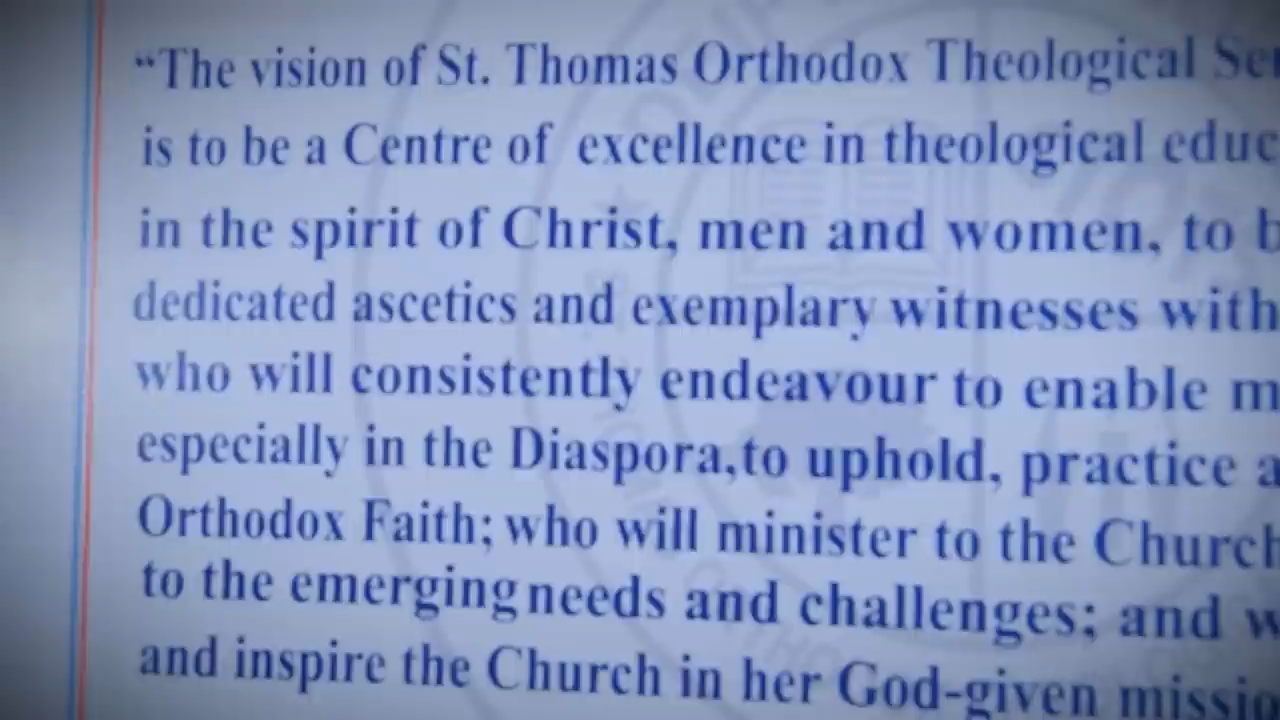 “The vision of St. Thomas Orthodox Theological
is to be a Centre of excellence in theological
in the spirit of Christ, men and women, to
dedicated ascetics and exemplary witnesses with
who will consistently endeavour to enable
especially in the Diaspora,to uphold, practice
Orthodox Faith; who will minister to the Church
to the emerging needs and challenges; and
and inspire the Church in her God-given